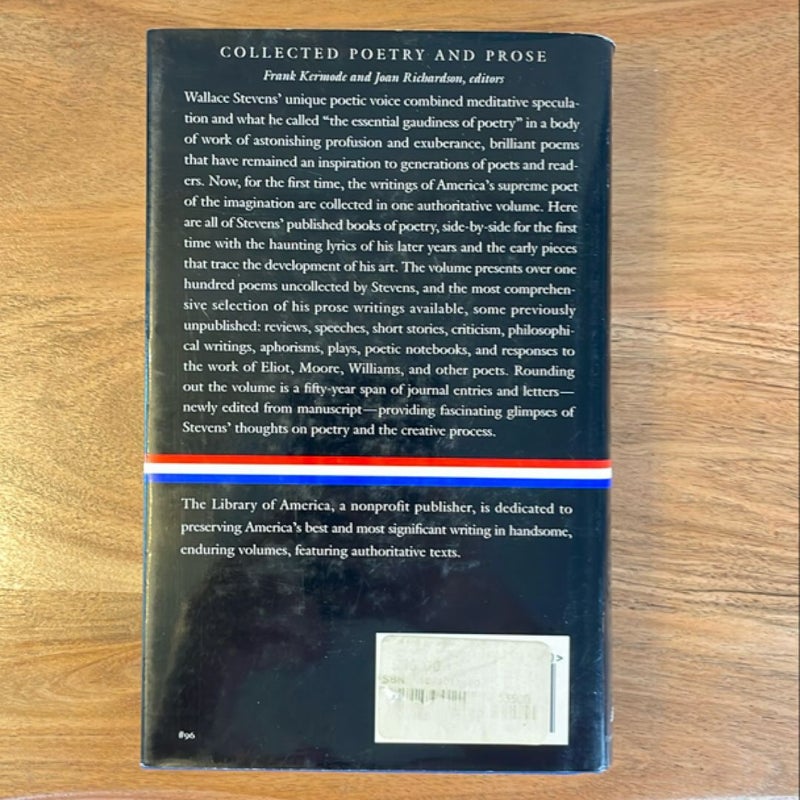 COLLECTED POETRY AND PROSE
Frank Kermode and Joan Richardson, editors
Wallace Stevens' unique poetic voice combined meditative specula-
tion and what he called "the essential gaudiness of poetry" in a body
of work of astonishing profusion and exuberance, brilliant poems
that have remained an inspiration to generations of poets and read-
ers. Now, for the first time, the writings of America's supreme poet
of the imagination are collected in one authoritative volume. Here
are all of Stevens' published books of poetry, side-by-side for the first
time with the haunting lyrics of his later years and the early pieces
that trace the development of his art. The volume presents over one
hundred poems uncollected by Stevens, and the most comprehen-
sive selection of his prose writings available, some previously
unpublished: reviews, speeches, short stories, criticism, philosophi-
cal writings, aphorisms, plays, poetic notebooks, and responses to
the work of Eliot, Moore, Williams, and other poets. Rounding
out the volume is a fifty-year span of journal entries and letters—
newly edited from manuscript—providing fascinating glimpses of
Stevens' thoughts on poetry and the creative process.
The Library of America, a nonprofit publisher, is dedicated to
preserving America's best and most significant writing in handsome,
enduring volumes, featuring authoritative texts.
#96